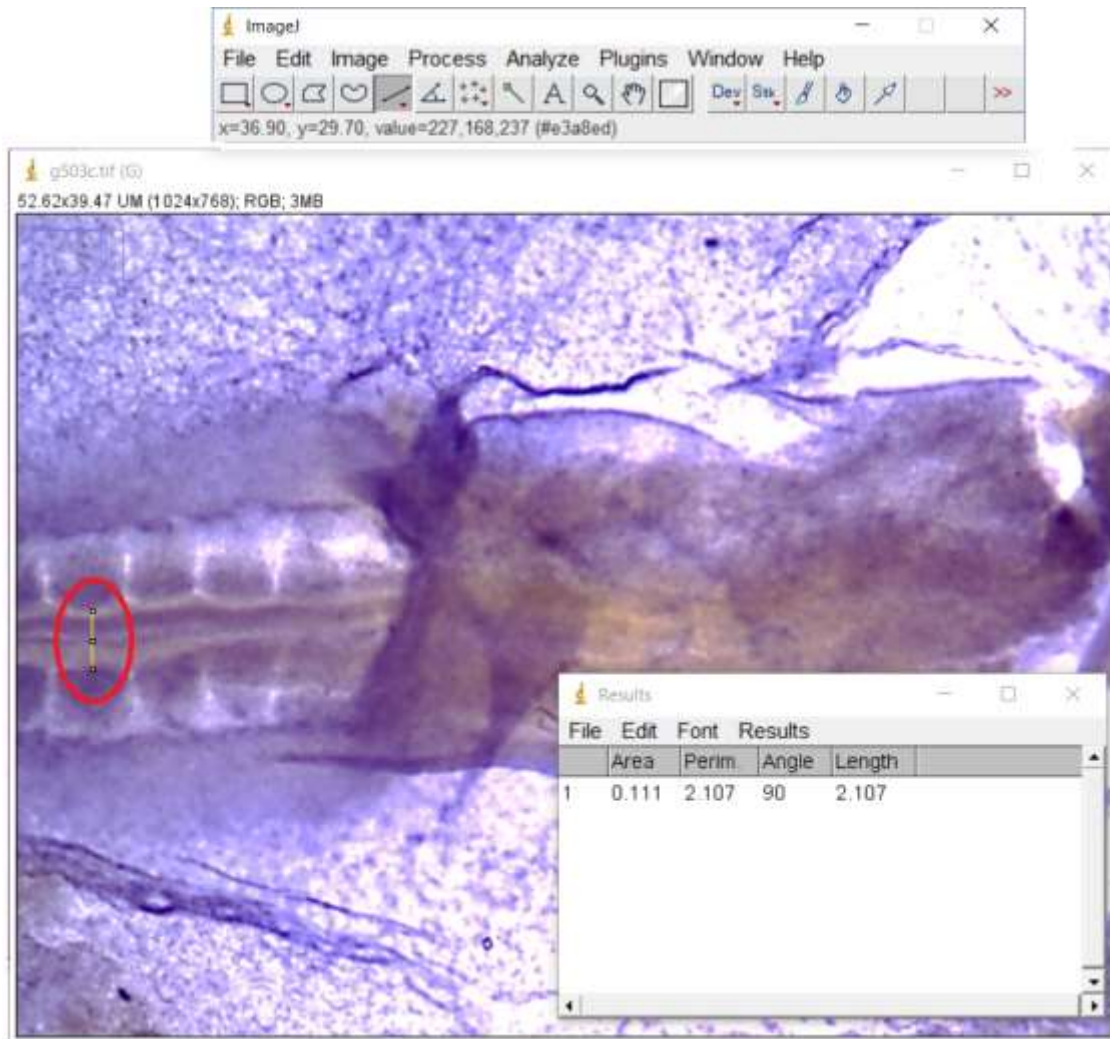 ImageJ
File Edit Image Process Analyze Plugins Window Help
A Dev Stk >>
x=36.90, y=29.70, value=227,168,237 (#e3a8ed)
g503c.tif (G)
52.62x39.47 UM (1024x768); RGB; 3MB
Results
File Edit Font Results
Area Perim. Angle Length
1 0.111 2.107 90 2.107